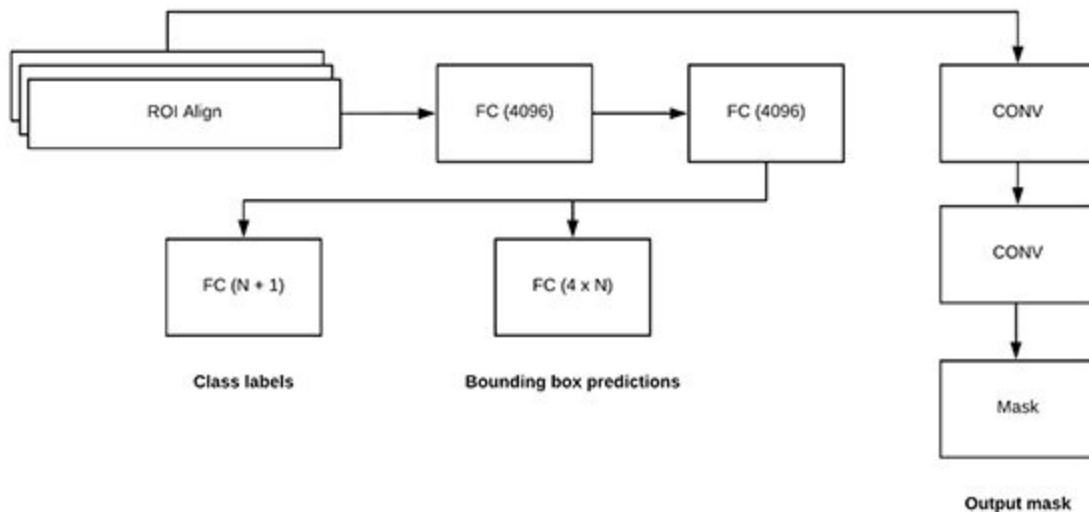 ROI Align
FC (4096)
FC (4096)
CONV
CONV
FC (N + 1)
FC (4 x N)
Class labels
Bounding box predictions
Mask
Output mask